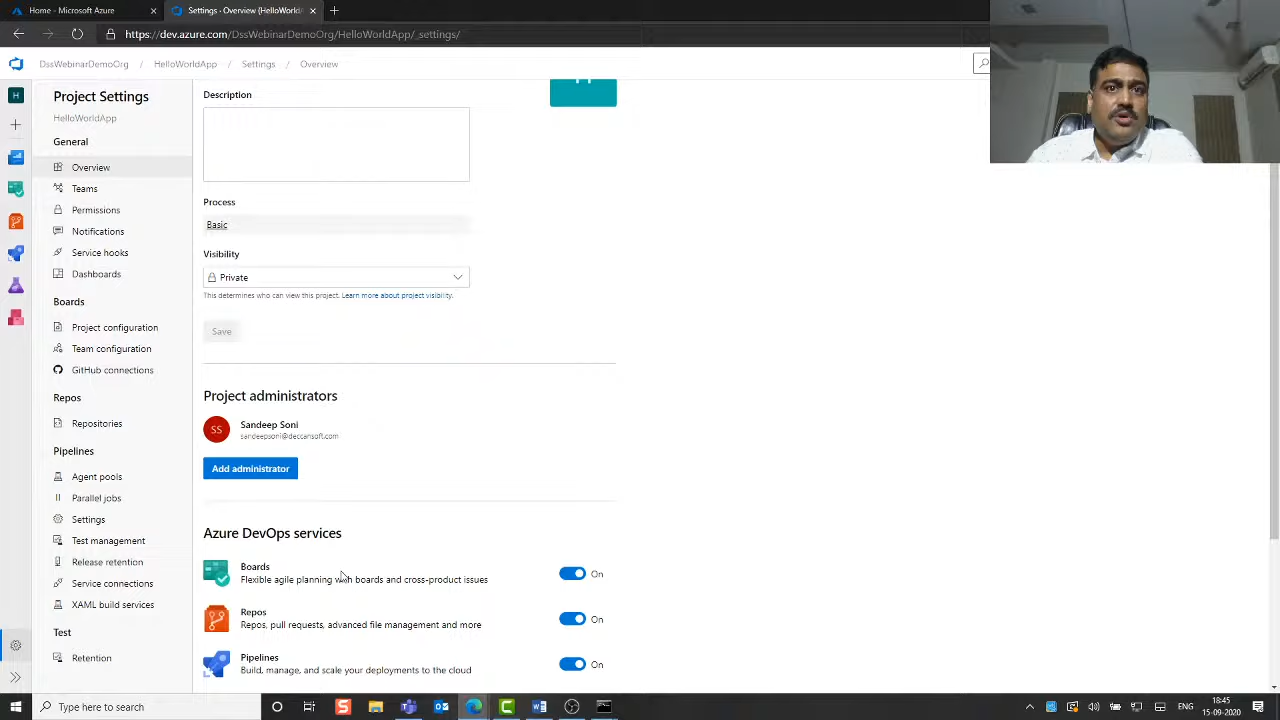 Home - Microsoft Azure
Settings · Overview (HelloWorldA
https://dev.azure.com/DssWebinarDemoOrg/HelloWorldApp/_settings/
DssWebinarDemoOrg / HelloWorldApp / Settings / Overview
H
Project Settings
HelloWorldApp
General
Overview
Teams
Permissions
Notifications
Service hooks
Dashboards
Boards
Project configuration
Team configuration
GitHub connections
Repos
Repositories
Pipelines
Agent pools
Parallel jobs
Settings
Test management
Release retention
Service connections
XAML build services
Test
Retention
Description
Process
Basic
Visibility
Private
This determines who can view this project. Learn more about project visibility.
Save
Project administrators
SS
Sandeep Soni
sandeepsoni@deccansoft.com
Add administrator
Azure DevOps services
Boards
Flexible agile planning with boards and cross-product issues
On
Repos
Repos, pull requests, advanced file management and more
On
Pipelines
Build, manage, and scale your deployments to the cloud
On
Type here to search
ENG
18:45
15-09-2020